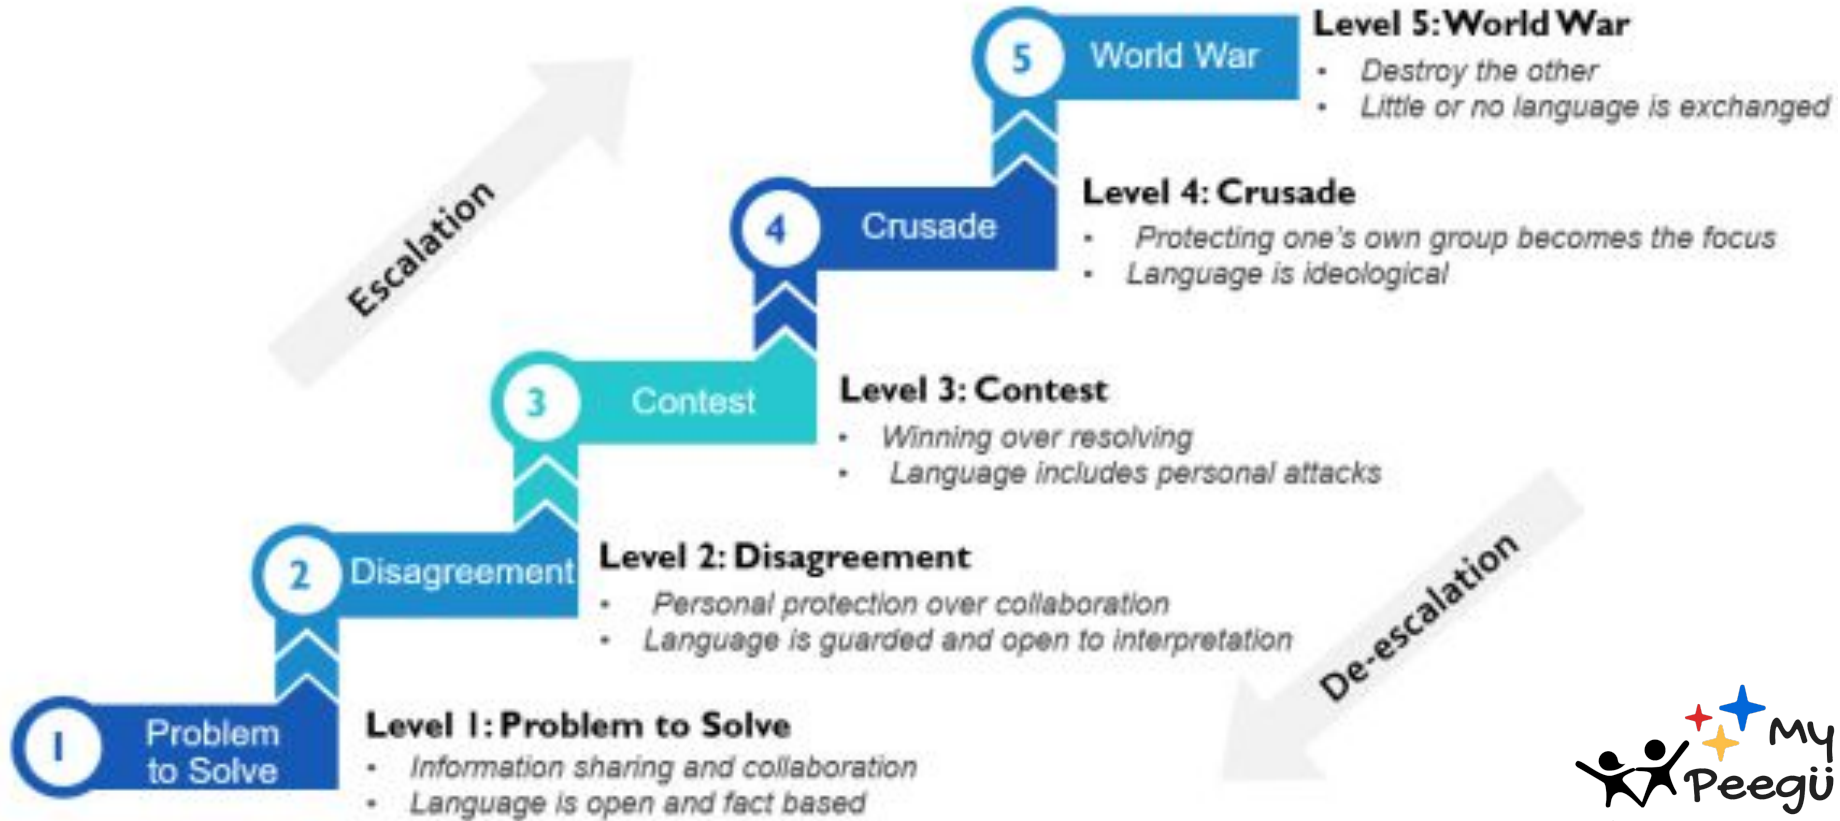 5
World War
Level 5: World War
• Destroy the other
• Little or no language is exchanged
Escalation
4
Crusade
Level 4: Crusade
• Protecting one's own group becomes the focus
• Language is ideological
3
Contest
Level 3: Contest
• Winning over resolving
• Language includes personal attacks
2
Disagreement
Level 2: Disagreement
• Personal protection over collaboration
• Language is guarded and open to interpretation
De-escalation
1
Problem
to Solve
Level 1: Problem to Solve
• Information sharing and collaboration
• Language is open and fact based
My
Peegü